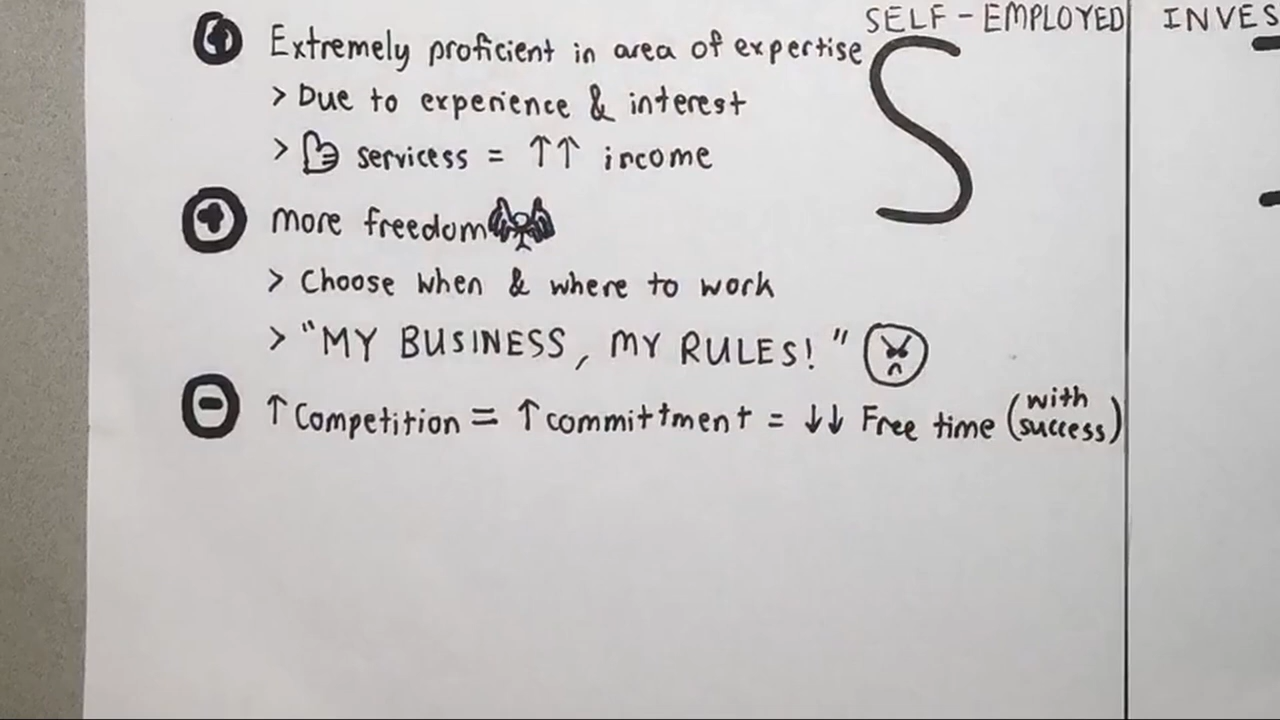 SELF-EMPLOYED
S
Extremely proficient in area of expertise
> Due to experience & interest
> servicess = ↑↑ income
more freedom
> Choose when & where to work
> "MY BUSINESS, MY RULES!"
↑ Competition = ↑ committment = ↓↓ Free time (with success)
INVES